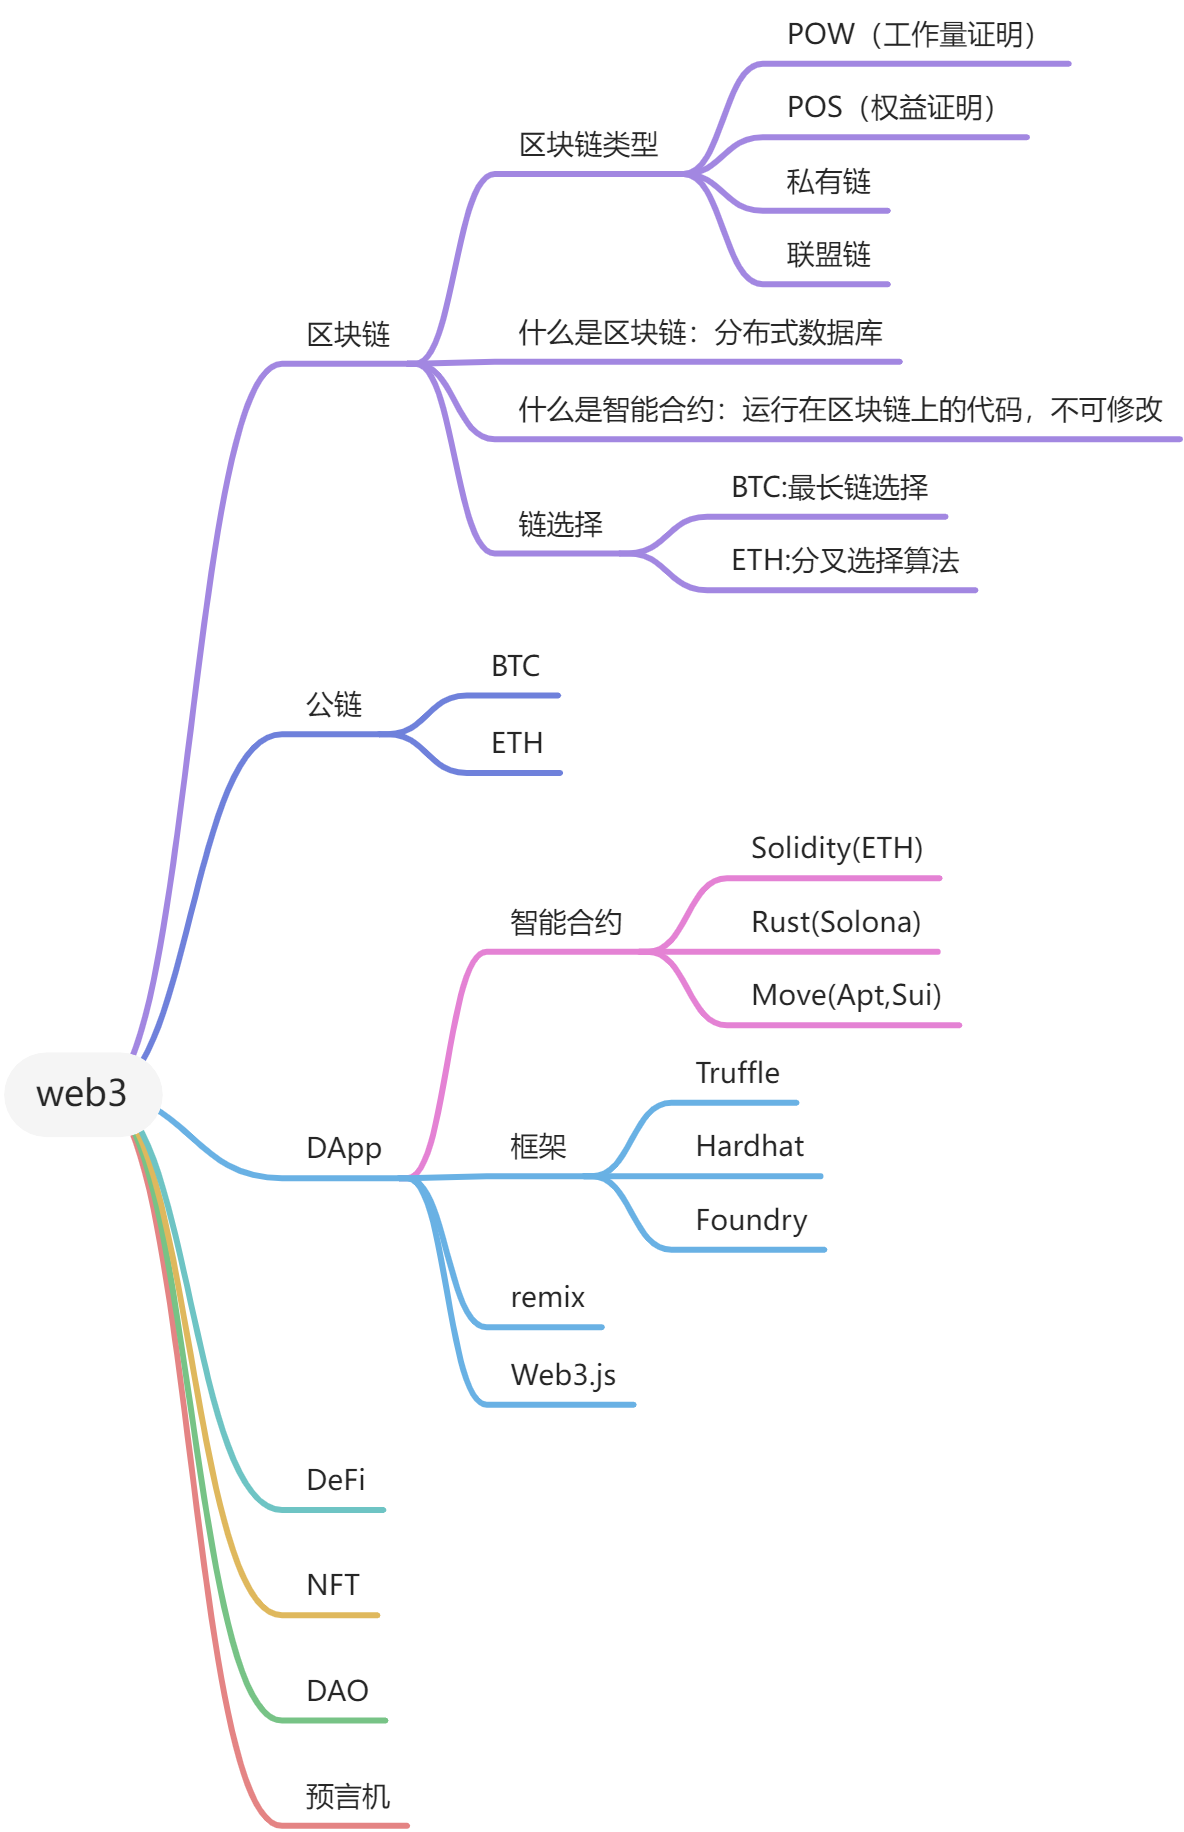 web3
区块链
区块链类型
POW（工作量证明）
POS（权益证明）
私有链
联盟链
什么是区块链：分布式数据库
什么是智能合约：运行在区块链上的代码，不可修改
链选择
BTC:最长链选择
ETH:分叉选择算法
公链
BTC
ETH
DApp
智能合约
Solidity(ETH)
Rust(Solona)
Move(Apt,Sui)
框架
Truffle
Hardhat
Foundry
remix
Web3.js
DeFi
NFT
DAO
预言机